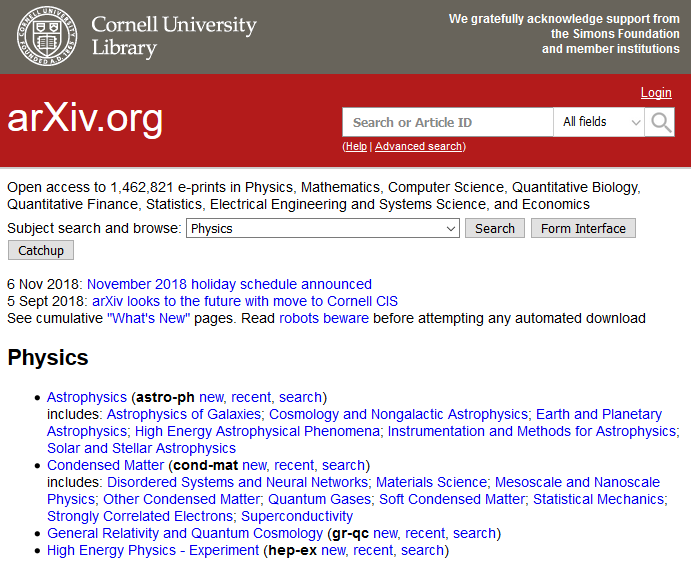 Cornell University
Library
We gratefully acknowledge support from
the Simons Foundation
and member institutions
Login
arXiv.org
Search or Article ID
All fields
(Help | Advanced search)
Open access to 1,462,821 e-prints in Physics, Mathematics, Computer Science, Quantitative Biology,
Quantitative Finance, Statistics, Electrical Engineering and Systems Science, and Economics
Subject search and browse: Physics Search Form Interface
Catchup
6 Nov 2018: November 2018 holiday schedule announced
5 Sept 2018: arXiv looks to the future with move to Cornell CIS
See cumulative "What's New" pages. Read robots beware before attempting any automated download
Physics
• Astrophysics (astro-ph new, recent, search)
includes: Astrophysics of Galaxies; Cosmology and Nongalactic Astrophysics; Earth and Planetary
Astrophysics; High Energy Astrophysical Phenomena; Instrumentation and Methods for Astrophysics;
Solar and Stellar Astrophysics
• Condensed Matter (cond-mat new, recent, search)
includes: Disordered Systems and Neural Networks; Materials Science; Mesoscale and Nanoscale
Physics; Other Condensed Matter; Quantum Gases; Soft Condensed Matter; Statistical Mechanics;
Strongly Correlated Electrons; Superconductivity
• General Relativity and Quantum Cosmology (gr-qc new, recent, search)
• High Energy Physics - Experiment (hep-ex new, recent, search)